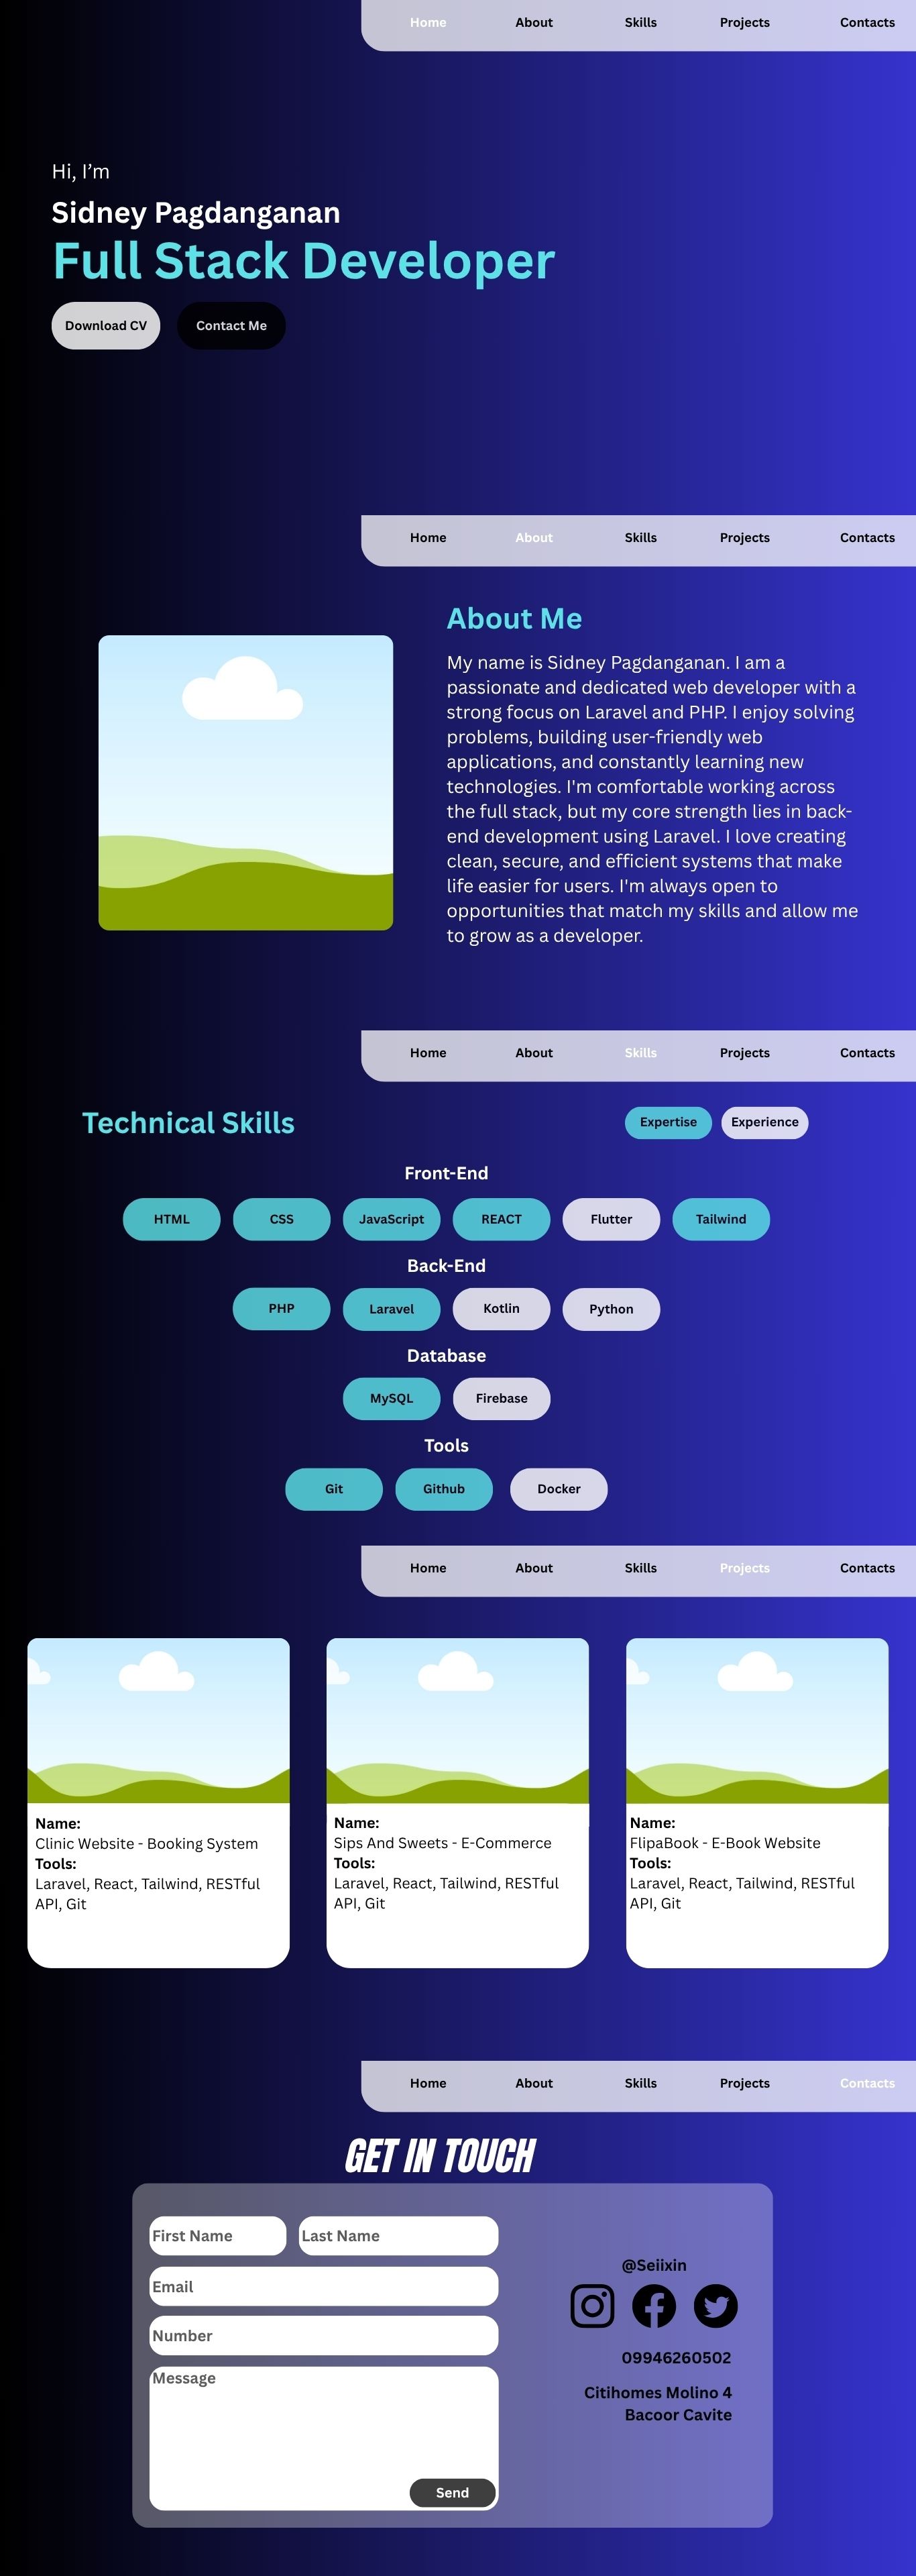 Home About Skills Projects Contacts
Hi, I'm
Sidney Pagdanganan
Full Stack Developer
Download CV Contact Me
Home About Skills Projects Contacts
About Me
My name is Sidney Pagdanganan. I am a
passionate and dedicated web developer with a
strong focus on Laravel and PHP. I enjoy solving
problems, building user-friendly web
applications, and constantly learning new
technologies. I'm comfortable working across
the full stack, but my core strength lies in back-
end development using Laravel. I love creating
clean, secure, and efficient systems that make
life easier for users. I'm always open to
opportunities that match my skills and allow me
to grow as a developer.
Home About Skills Projects Contacts
Technical Skills
Expertise Experience
Front-End
HTML CSS JavaScript REACT Flutter Tailwind
Back-End
PHP Laravel Kotlin Python
Database
MySQL Firebase
Tools
Git Github Docker
Home About Skills Projects Contacts
Name:
Clinic Website - Booking System
Tools:
Laravel, React, Tailwind, RESTful
API, Git
Name:
Sips And Sweets - E-Commerce
Tools:
Laravel, React, Tailwind, RESTful
API, Git
Name:
FlipaBook - E-Book Website
Tools:
Laravel, React, Tailwind, RESTful
API, Git
Home About Skills Projects Contacts
GET IN TOUCH
First Name Last Name
Email
Number
Message
Send
@Seiixin
09946260502
Citihomes Molino 4
Bacoor Cavite